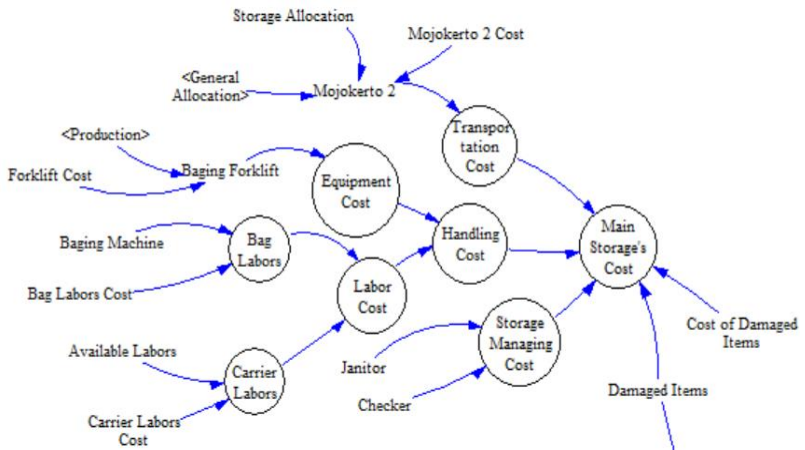 Storage Allocation
Mojokerto 2 Cost
<General
Allocation>
Mojokerto 2
Transpor
tation
Cost
<Production>
Forklift Cost
Baging Forklift
Equipment
Cost
Baging Machine
Bag
Labors
Handling
Cost
Main
Storage's
Cost
Bag Labors Cost
Labor
Cost
Storage
Managing
Cost
Cost of Damaged
Items
Available Labors
Carrier
Labors
Janitor
Checker
Damaged Items
Carrier Labors
Cost